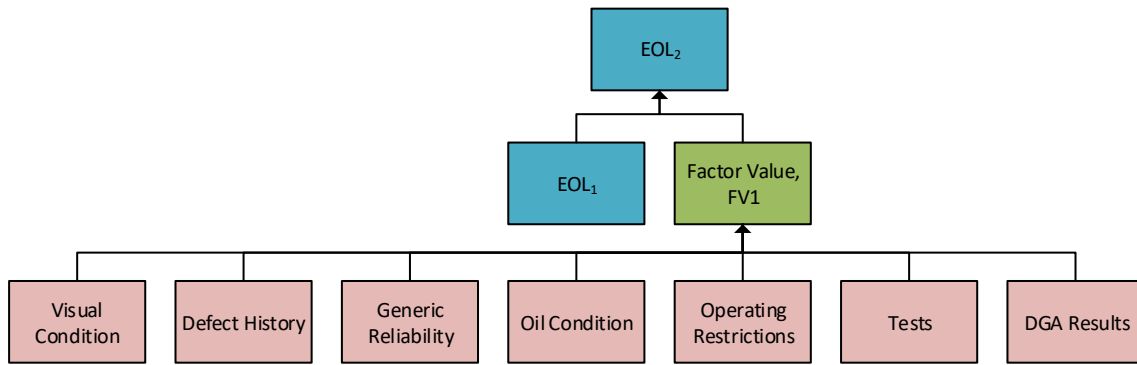 EOL₂
EOL₁
Factor Value,
FV1
Visual
Condition
Defect History
Generic
Reliability
Oil Condition
Operating
Restrictions
Tests
DGA Results